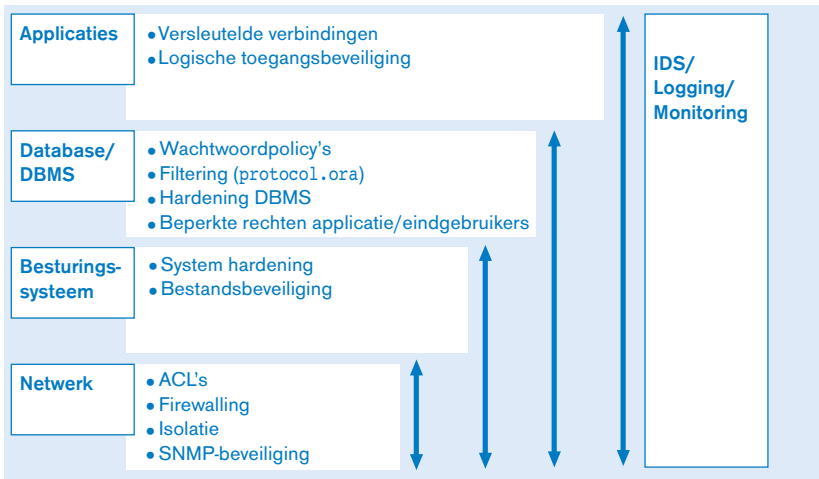 Applicaties
• Versleutelde verbindingen
• Logische toegangsbeveiliging
IDS/
Logging/
Monitoring
Database/
DBMS
• Wachtwoordpolicy's
• Filtering (protocol.ora)
• Hardening DBMS
• Beperkte rechten applicatie/eindgebruikers
Besturings-
systeem
• System hardening
• Bestandsbeveiliging
Netwerk
• ACL's
• Firewalling
• Isolatie
• SNMP-beveiliging